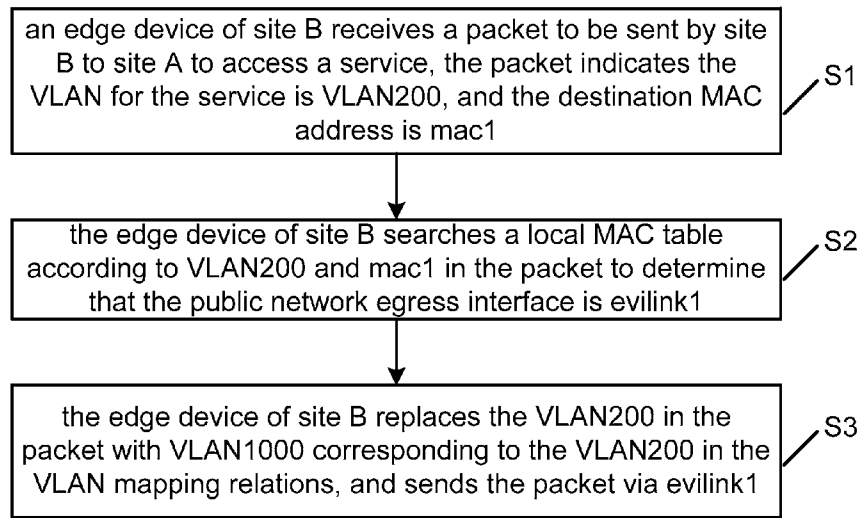 an edge device of site B receives a packet to be sent by site
B to site A to access a service, the packet indicates the
VLAN for the service is VLAN200, and the destination MAC
address is mac1
S1
the edge device of site B searches a local MAC table
according to VLAN200 and mac1 in the packet to determine
that the public network egress interface is evilink1
S2
the edge device of site B replaces the VLAN200 in the
packet with VLAN1000 corresponding to the VLAN200 in the
VLAN mapping relations, and sends the packet via evilink1
S3